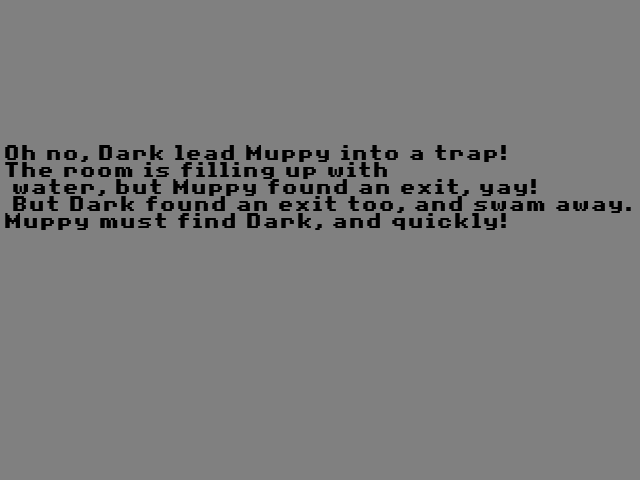 Oh no, Dark lead Muppy into a trap!
The room is filling up with
water, but Muppy found an exit, yay!
But Dark found an exit too, and swam away.
Muppy must find Dark, and quickly!